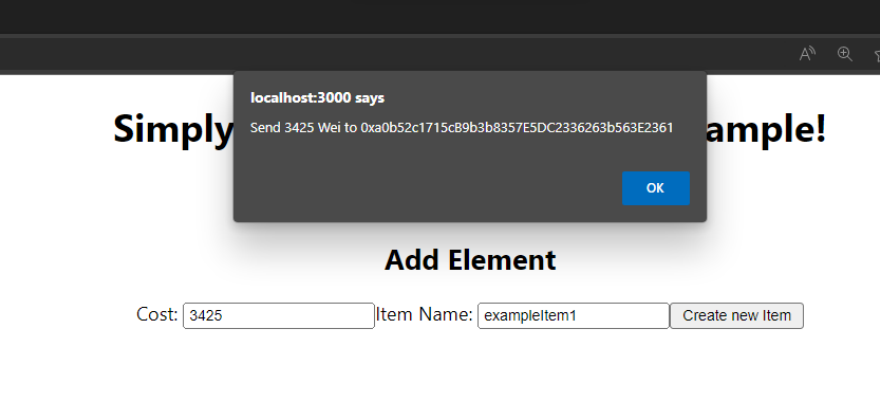 localhost:3000 says
Send 3425 Wei to 0xa0b52c1715cB9b3b8357E5DC2336263b563E2361
OK
Simply ample!
Add Element
Cost: 3425 Item Name: exampleItem1 Create new Item